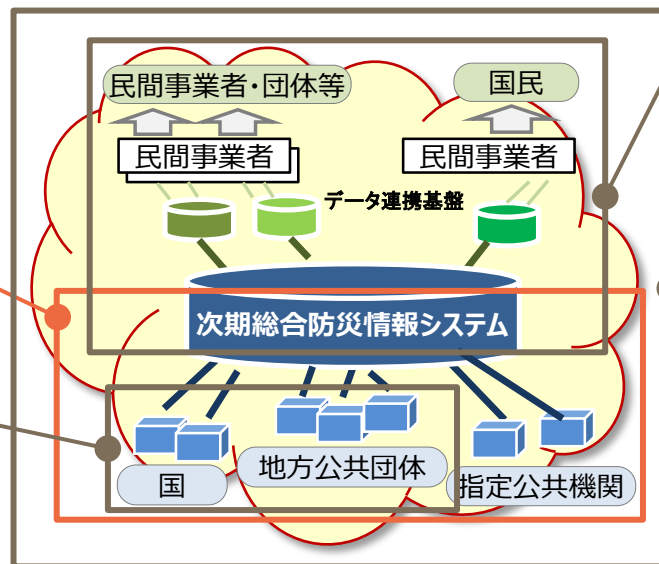 民間事業者・団体等
国民
民間事業者
民間事業者
データ連携基盤
次期総合防災情報システム
国
地方公共団体
指定公共機関